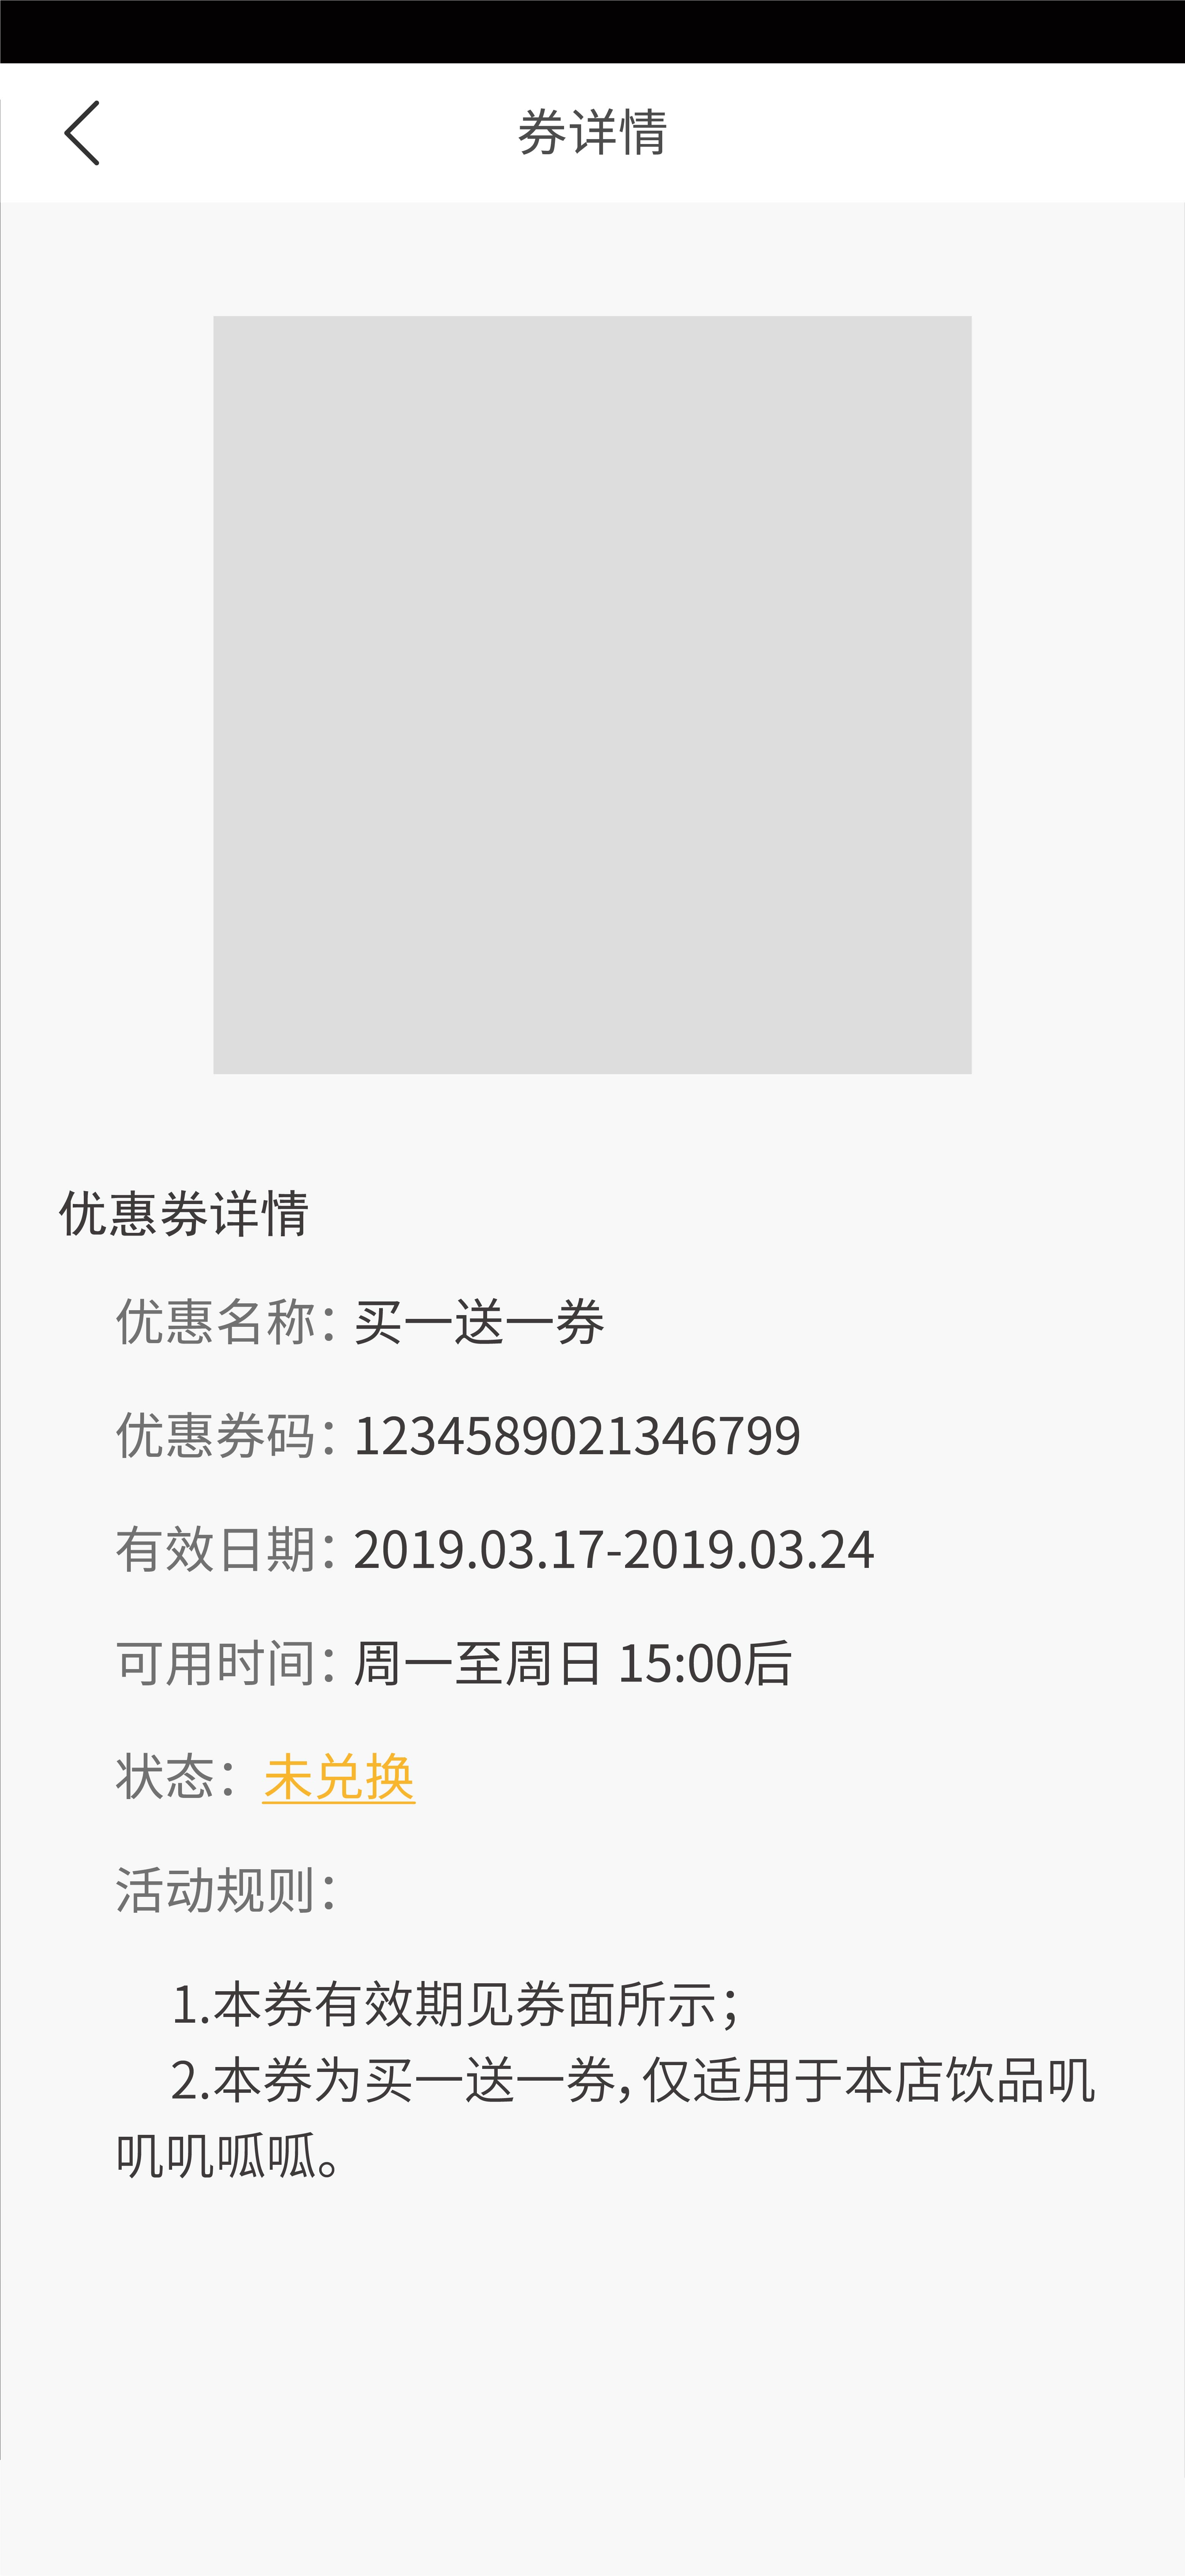 券详情
优惠券详情
优惠名称：买一送一券
优惠券码：1234589021346799
有效日期：2019.03.17-2019.03.24
可用时间：周一至周日 15:00后
状态：未兑换
活动规则：
1.本券有效期见券面所示；
2.本券为买一送一券，仅适用于本店饮品叽
叽叽呱呱。